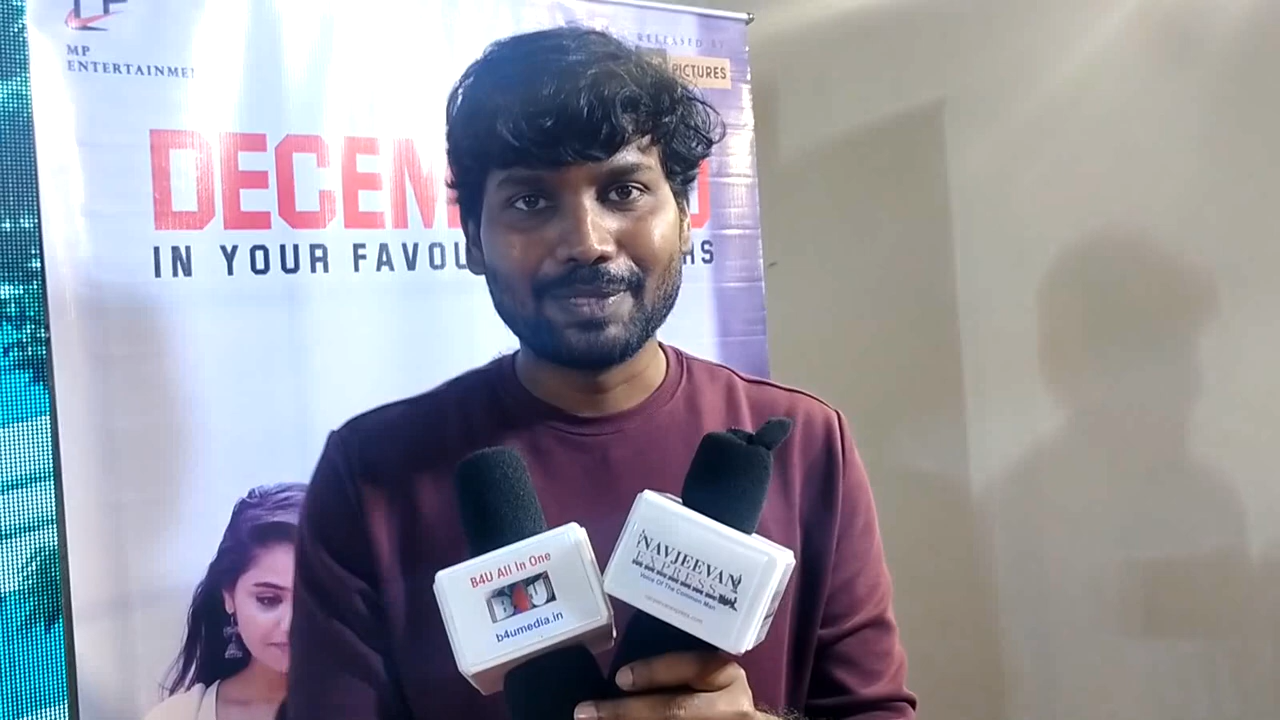 MP
ENTERTAINME
RELEASED BY
PICTURES
DECEM
IN YOUR FAVOU RS
B4U All In One
B4U
b4umedia.in
NAVJEEVAN
EXPRESS
Voice Of The Common Man